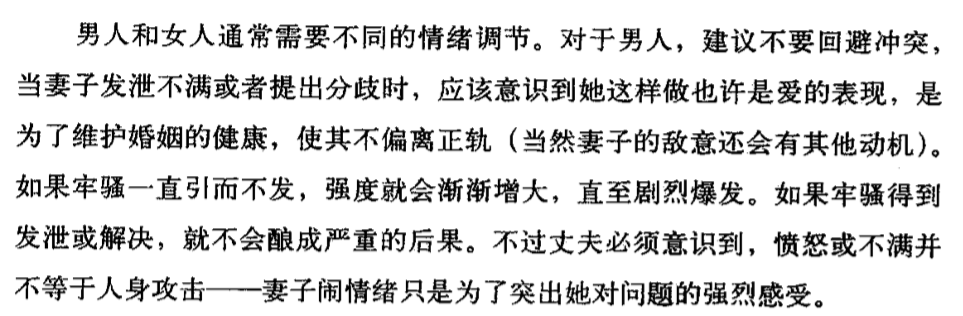 男人和女人通常需要不同的情绪调节。对于男人，建议不要回避冲突，
当妻子发泄不满或者提出分歧时，应该意识到她这样做也许是爱的表现，是
为了维护婚姻的健康，使其不偏离正轨（当然妻子的敌意还会有其他动机）。
如果牢骚一直引而不发，强度就会渐渐增大，直至剧烈爆发。如果牢骚得到
发泄或解决，就不会酿成严重的后果。不过丈夫必须意识到，愤怒或不满并
不等于人身攻击——妻子闹情绪只是为了突出她对问题的强烈感受。